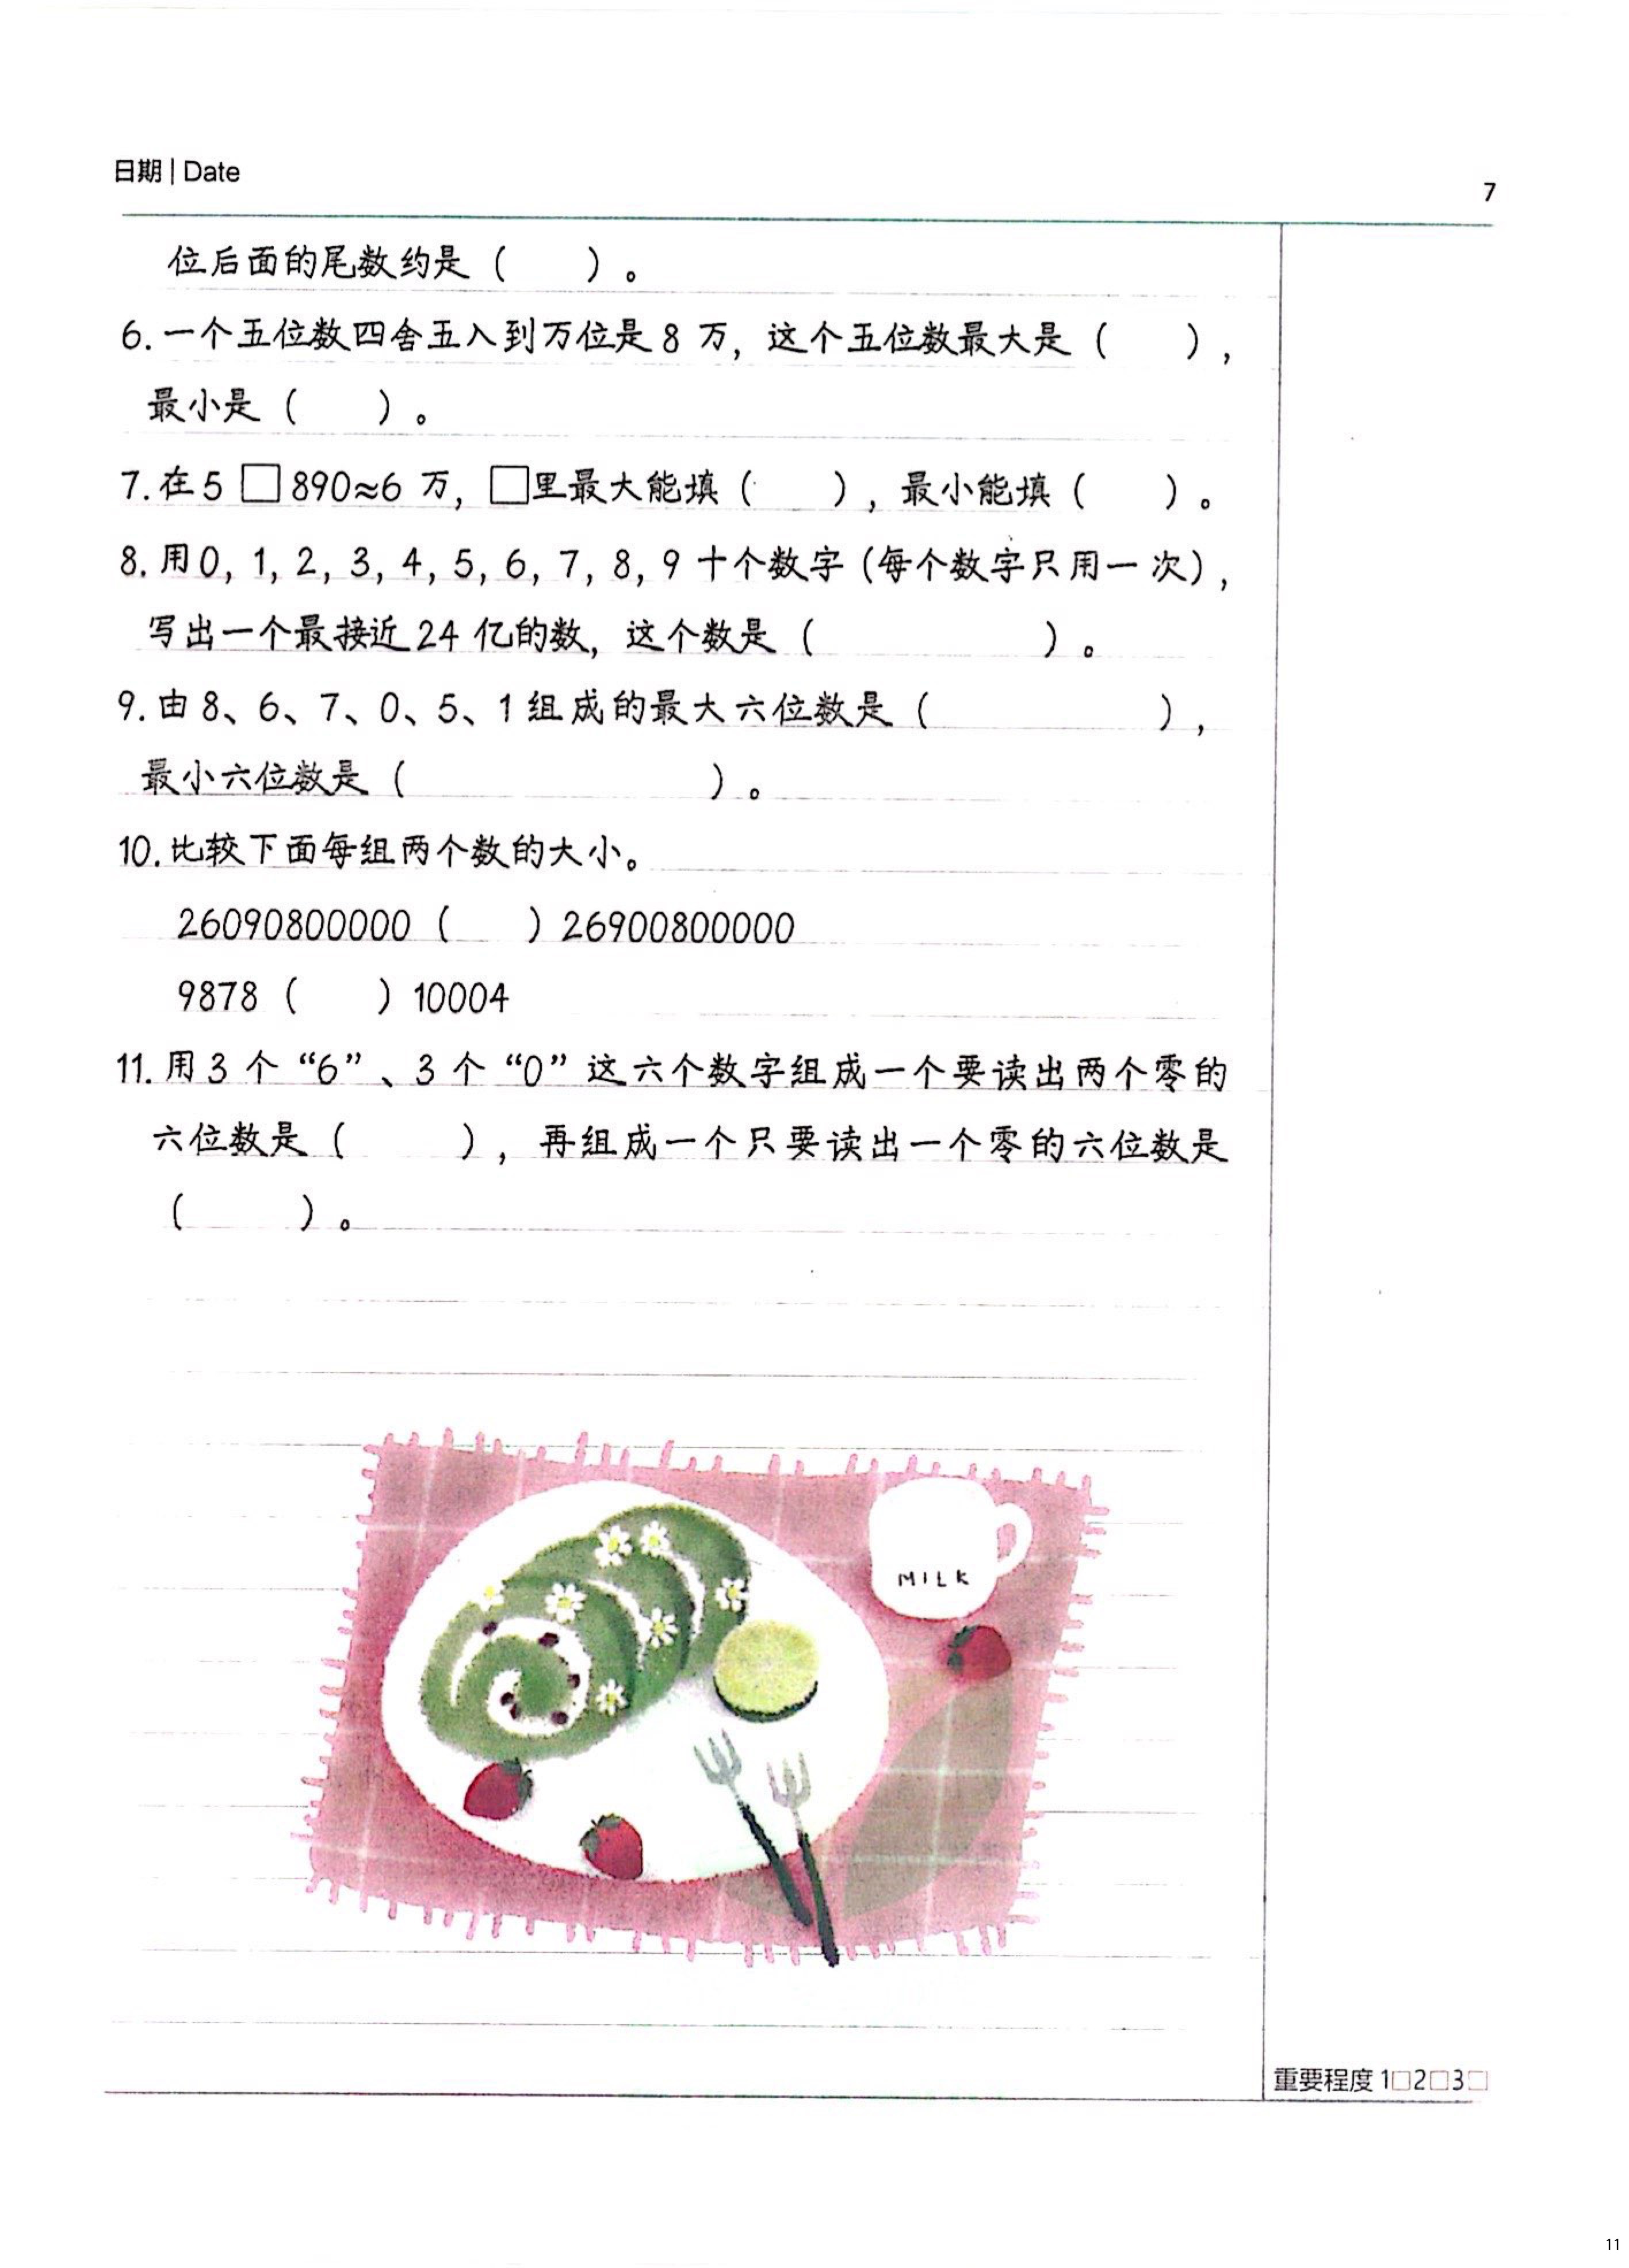 日期 | Date
7
位后面的尾数约是（ ）。
6. 一个五位数四舍五入到万位是 8 万，这个五位数最大是（ ），
最小是（ ）。
7. 在 5 □ 890≈6 万，□里最大能填（ ），最小能填（ ）。
8. 用 0, 1, 2, 3, 4, 5, 6, 7, 8, 9 十个数字（每个数字只用一次），
写出一个最接近 24 亿的数，这个数是（ ）。
9. 由 8、6、7、0、5、1 组成的最大六位数是（ ），
最小六位数是（ ）。
10. 比较下面每组两个数的大小。
26090800000（ ）26900800000
9878（ ）10004
11. 用 3 个“6”、3 个“0”这六个数字组成一个要读出两个零的
六位数是（ ），再组成一个只要读出一个零的六位数是
（ ）。
MILK
重要程度 1□2□3□
11